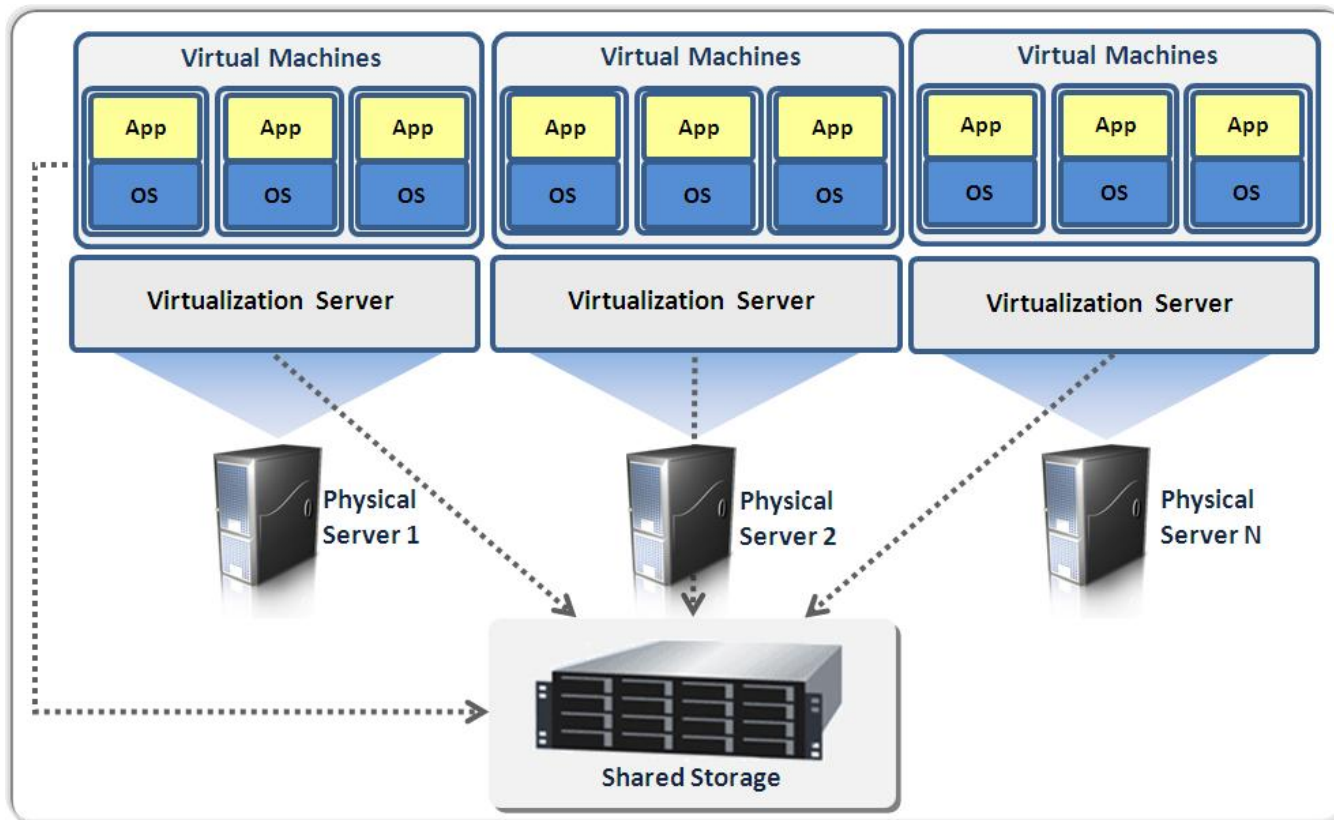 Virtual Machines
Virtual Machines
Virtual Machines
App
App
App
App
App
App
App
App
App
OS
OS
OS
OS
OS
OS
OS
OS
OS
Virtualization Server
Virtualization Server
Virtualization Server
Physical
Server 1
Physical
Server 2
Physical
Server N
Shared Storage